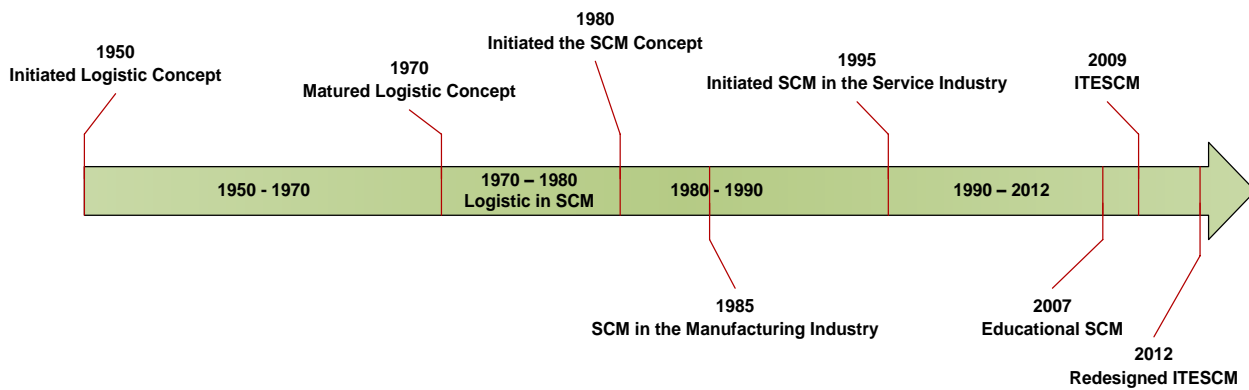 1950
Initiated Logistic Concept
1970
Matured Logistic Concept
1980
Initiated the SCM Concept
1995
Initiated SCM in the Service Industry
2009
ITESCM
1950 - 1970
1970 – 1980
Logistic in SCM
1980 - 1990
1990 – 2012
1985
SCM in the Manufacturing Industry
2007
Educational SCM
2012
Redesigned ITESCM